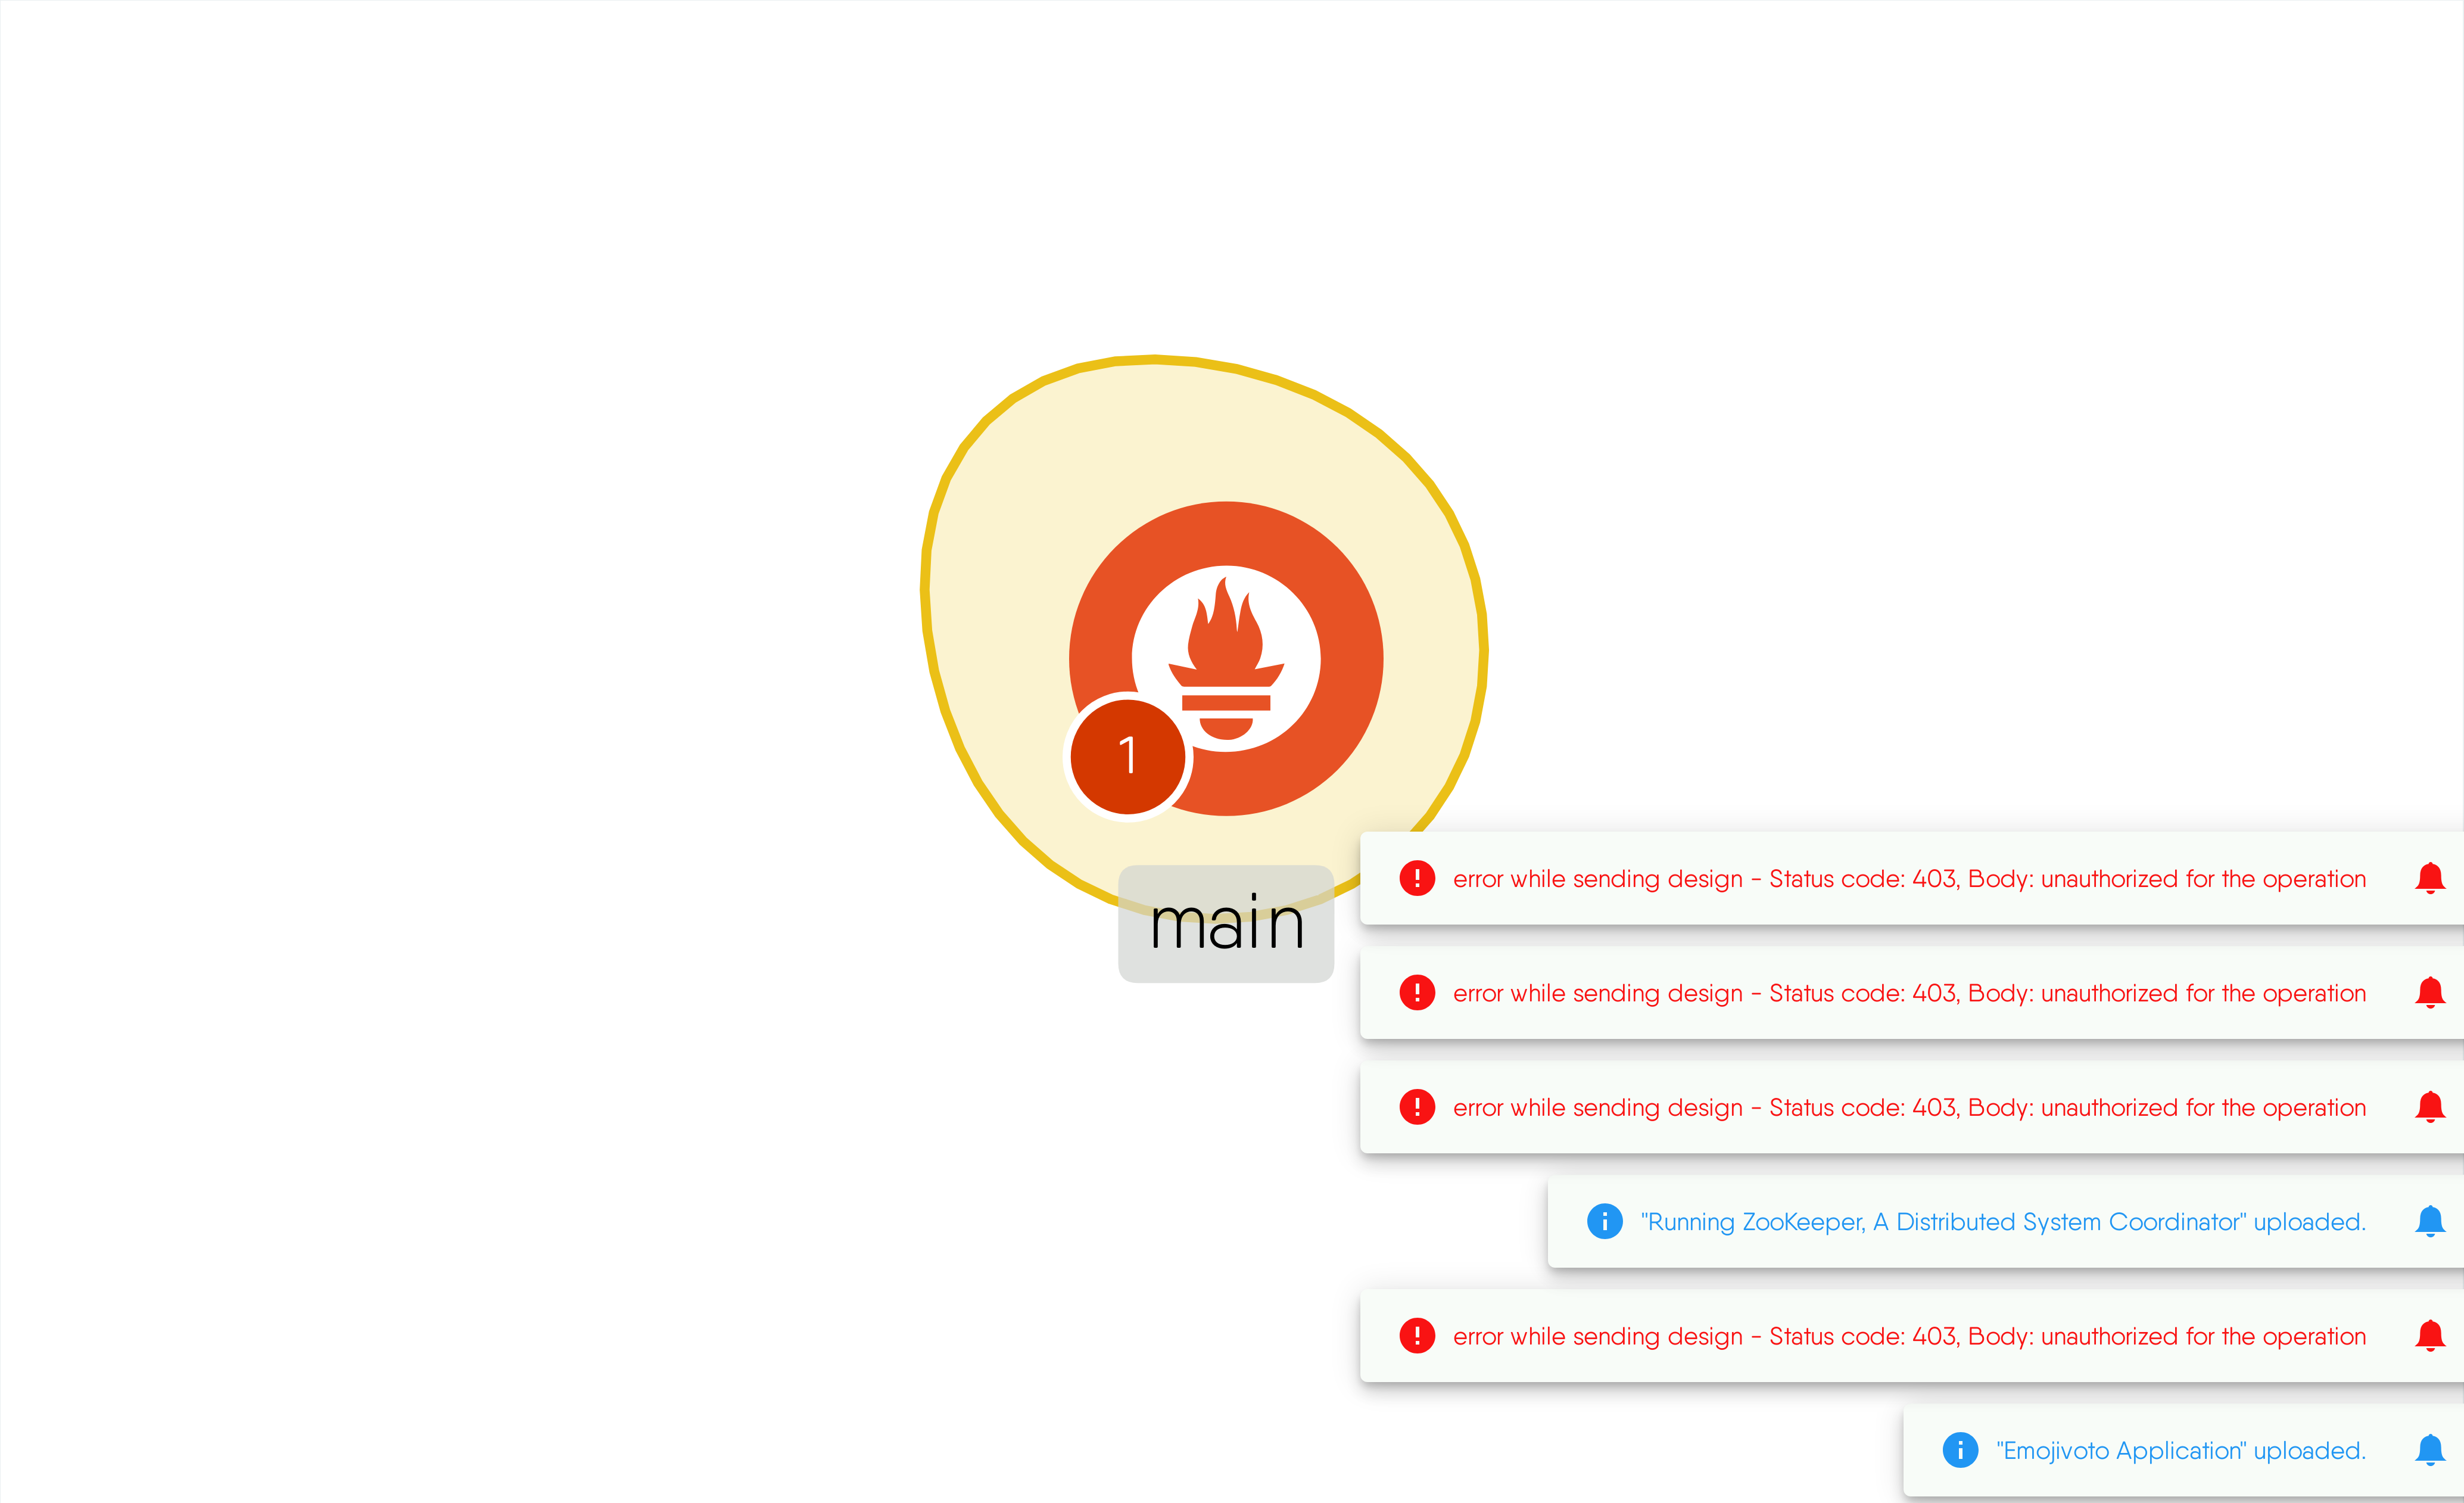 1
main
error while sending design - Status code: 403, Body: unauthorized for the operation
error while sending design - Status code: 403, Body: unauthorized for the operation
error while sending design - Status code: 403, Body: unauthorized for the operation
"Running ZooKeeper, A Distributed System Coordinator" uploaded.
error while sending design - Status code: 403, Body: unauthorized for the operation
"Emojivoto Application" uploaded.